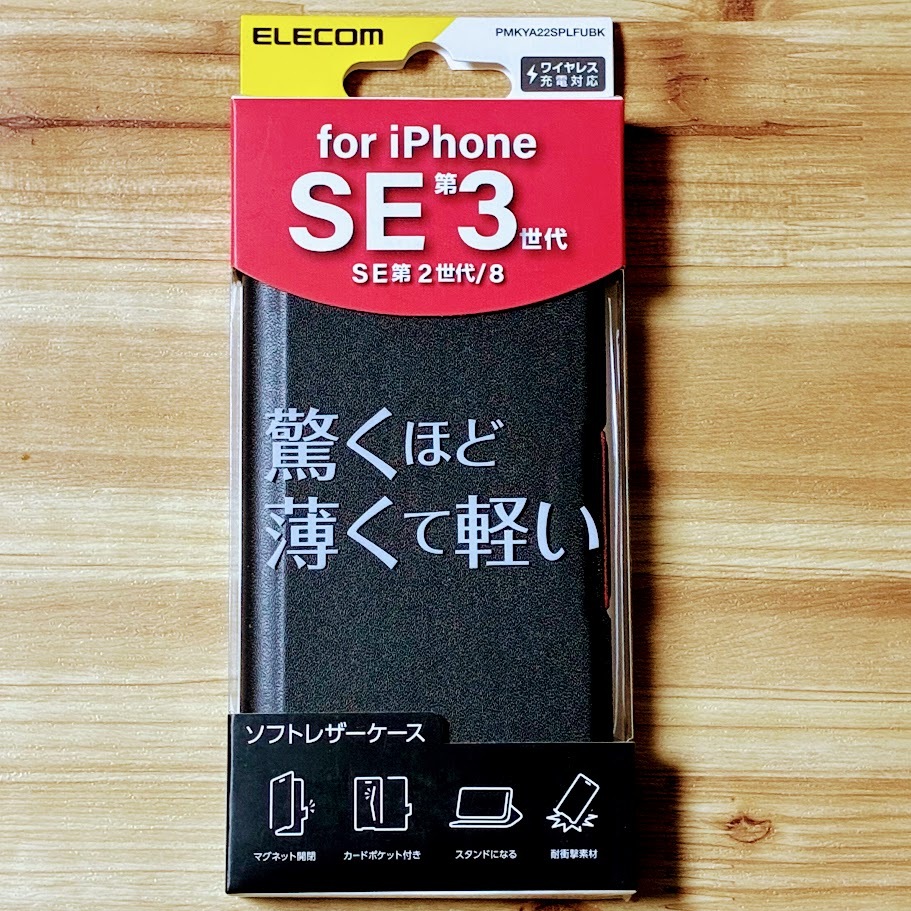 ELECOM
PMKYA22SPLFUBK
ワイヤレス
充電対応
for iPhone
SE第3世代
SE第2世代/8
驚くほど
薄くて軽い
ソフトレザーケース
マグネット開閉
カードポケット付き
スタンドになる
耐衝撃素材